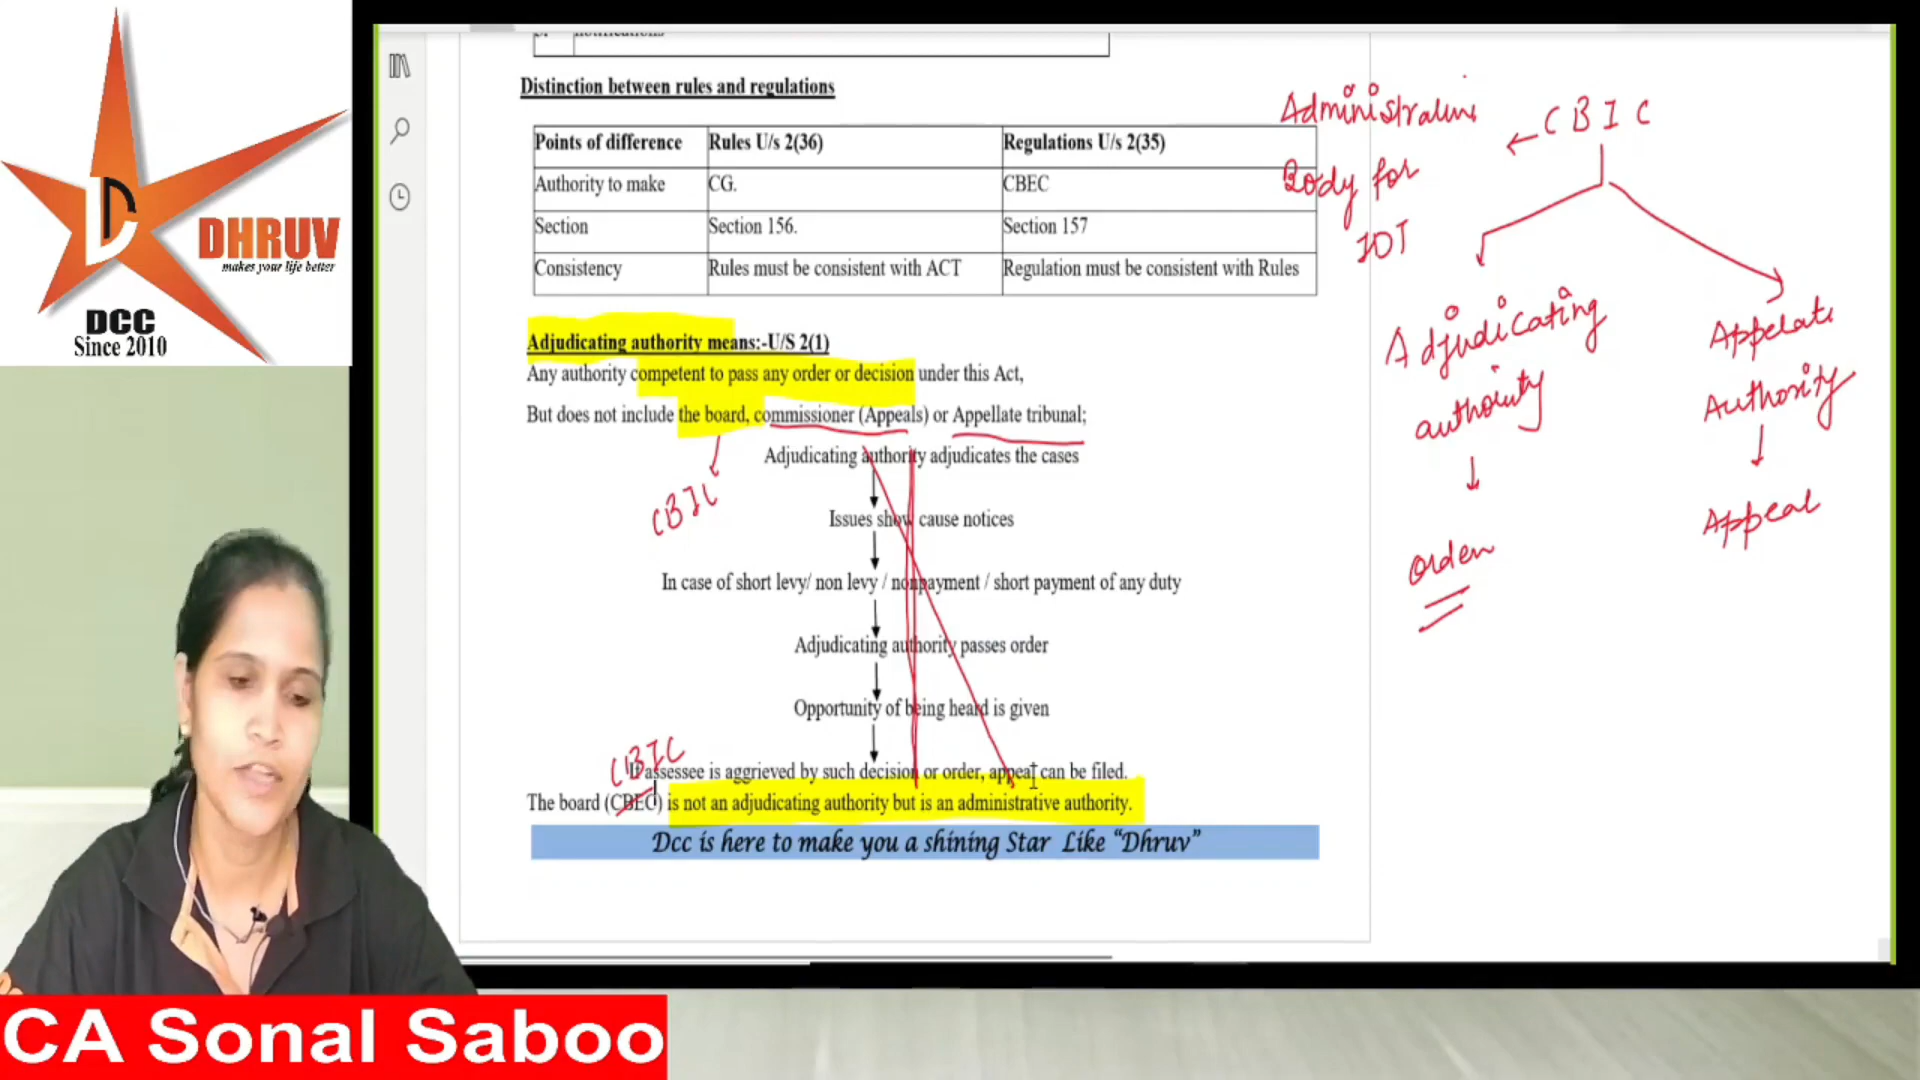 DHRUV
makes your life better
DCC
Since 2010
Distinction between rules and regulations
Points of difference Rules U/s 2(36) Regulations U/s 2(35)
Authority to make CG. CBEC
Section Section 156. Section 157
Consistency Rules must be consistent with ACT Regulation must be consistent with Rules
Adjudicating authority means:-U/S 2(1)
Any authority competent to pass any order or decision under this Act,
But does not include the board, commissioner (Appeals) or Appellate tribunal;
CBIC
Adjudicating authority adjudicates the cases
Issues show cause notices
In case of short levy/ non levy / nonpayment / short payment of any duty
Adjudicating authority passes order
Opportunity of being heard is given
CBIC
If assessee is aggrieved by such decision or order, appeal can be filed.
The board (CBEC) is not an adjudicating authority but is an administrative authority.
Dcc is here to make you a shining Star Like “Dhruv”
CBIC
Administrative
Body for
IDT
Adjudicating
authority
order
Appelate
Authority
Appeal
CA Sonal Saboo